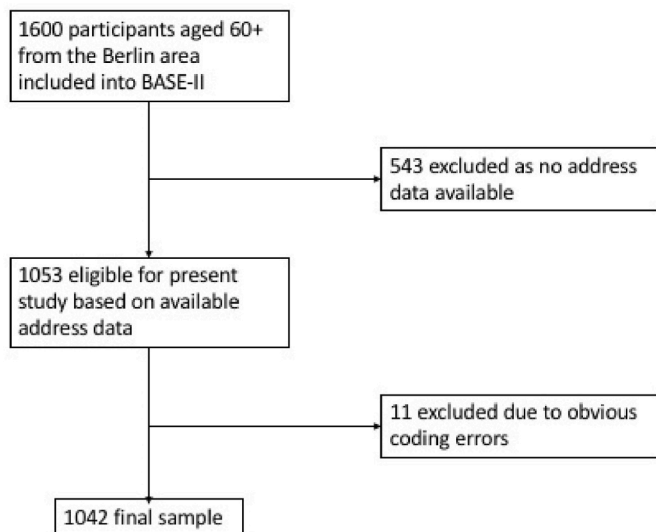 1600 participants aged 60+
from the Berlin area
included into BASE-II
543 excluded as no address
data available
1053 eligible for present
study based on available
address data
11 excluded due to obvious
coding errors
1042 final sample